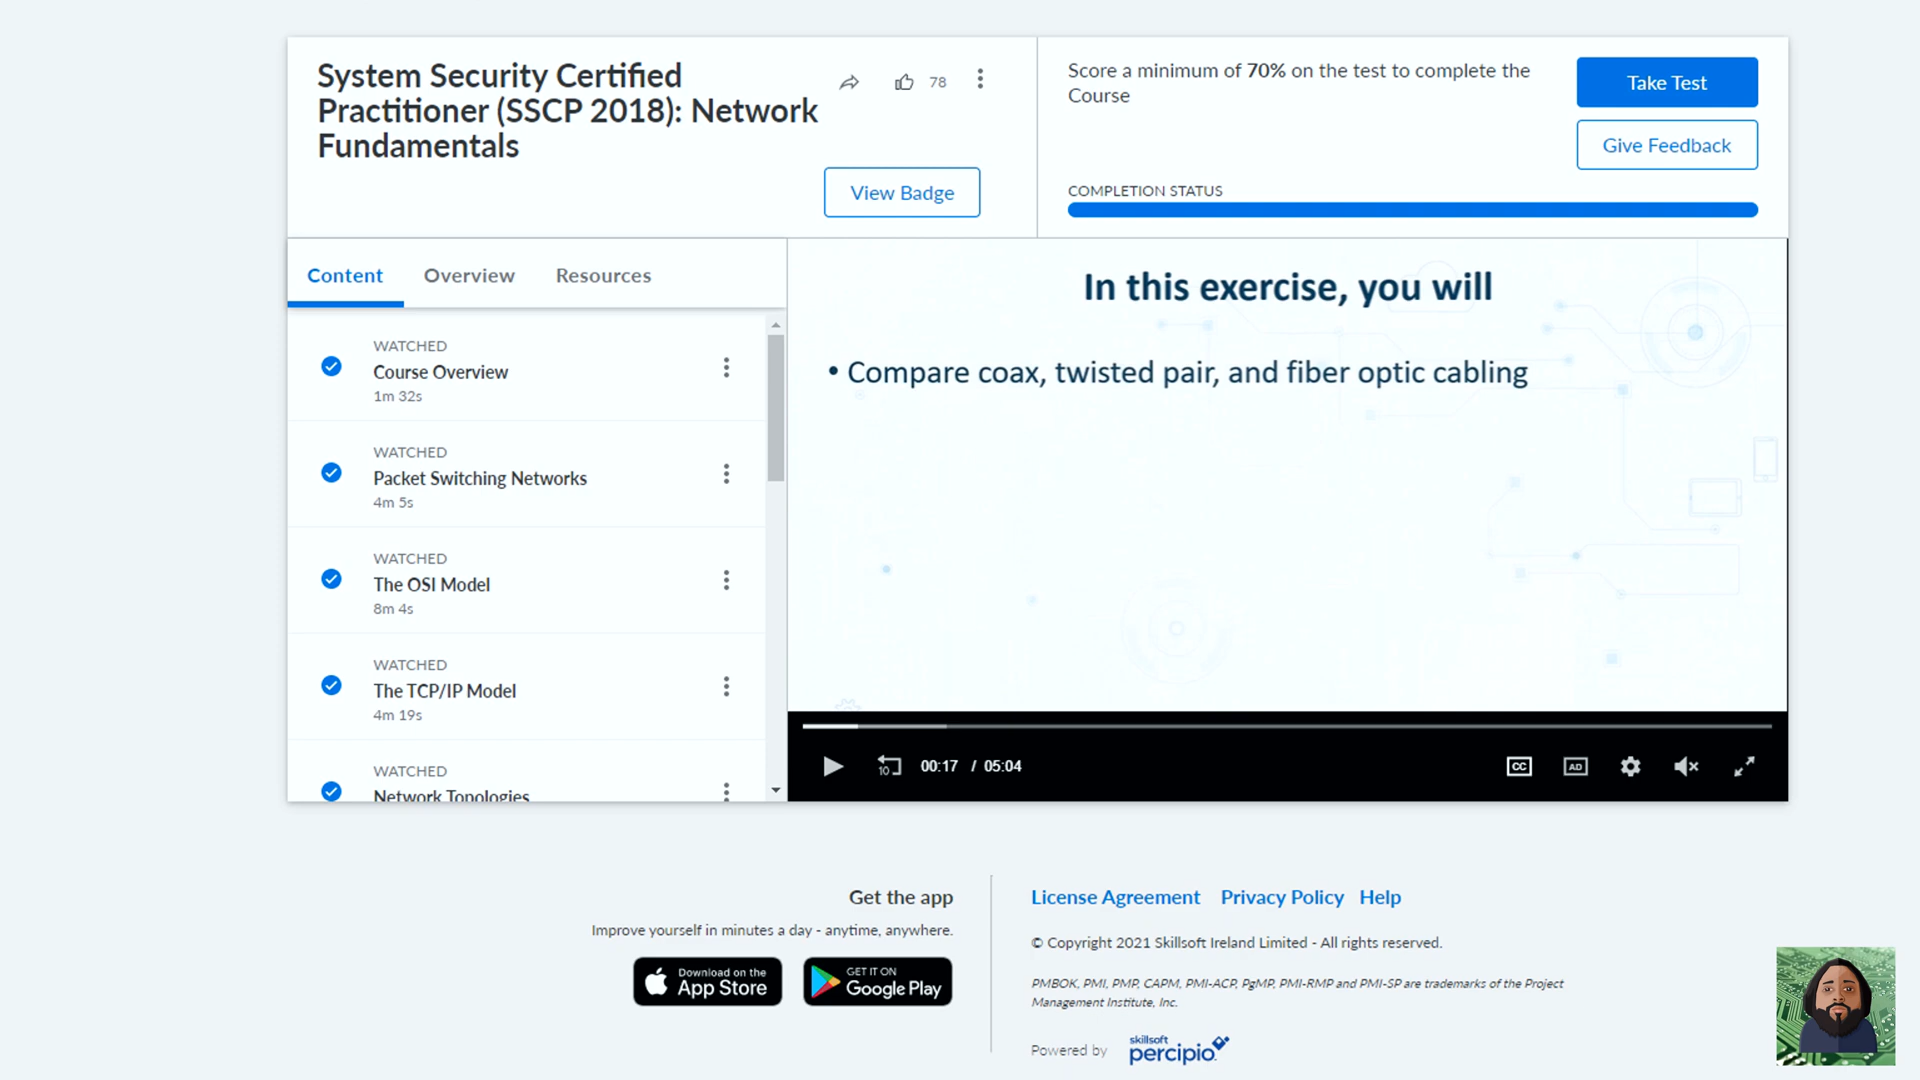 System Security Certified
Practitioner (SSCP 2018): Network
Fundamentals
78
View Badge
Score a minimum of 70% on the test to complete the
Course
Take Test
Give Feedback
COMPLETION STATUS
Content
Overview
Resources
WATCHED
Course Overview
1m 32s
WATCHED
Packet Switching Networks
4m 5s
WATCHED
The OSI Model
8m 4s
WATCHED
The TCP/IP Model
4m 19s
WATCHED
Network Topologies
In this exercise, you will
• Compare coax, twisted pair, and fiber optic cabling
10
00:17 / 05:04
CC
AD
Get the app
Improve yourself in minutes a day - anytime, anywhere.
Download on the
App Store
GET IT ON
Google Play
License Agreement Privacy Policy Help
© Copyright 2021 Skillsoft Ireland Limited - All rights reserved.
PMBOK, PMI, PMP, CAPM, PMI-ACP, PgMP, PMI-RMP and PMI-SP are trademarks of the Project
Management Institute, Inc.
Powered by
skillsoft
percipio